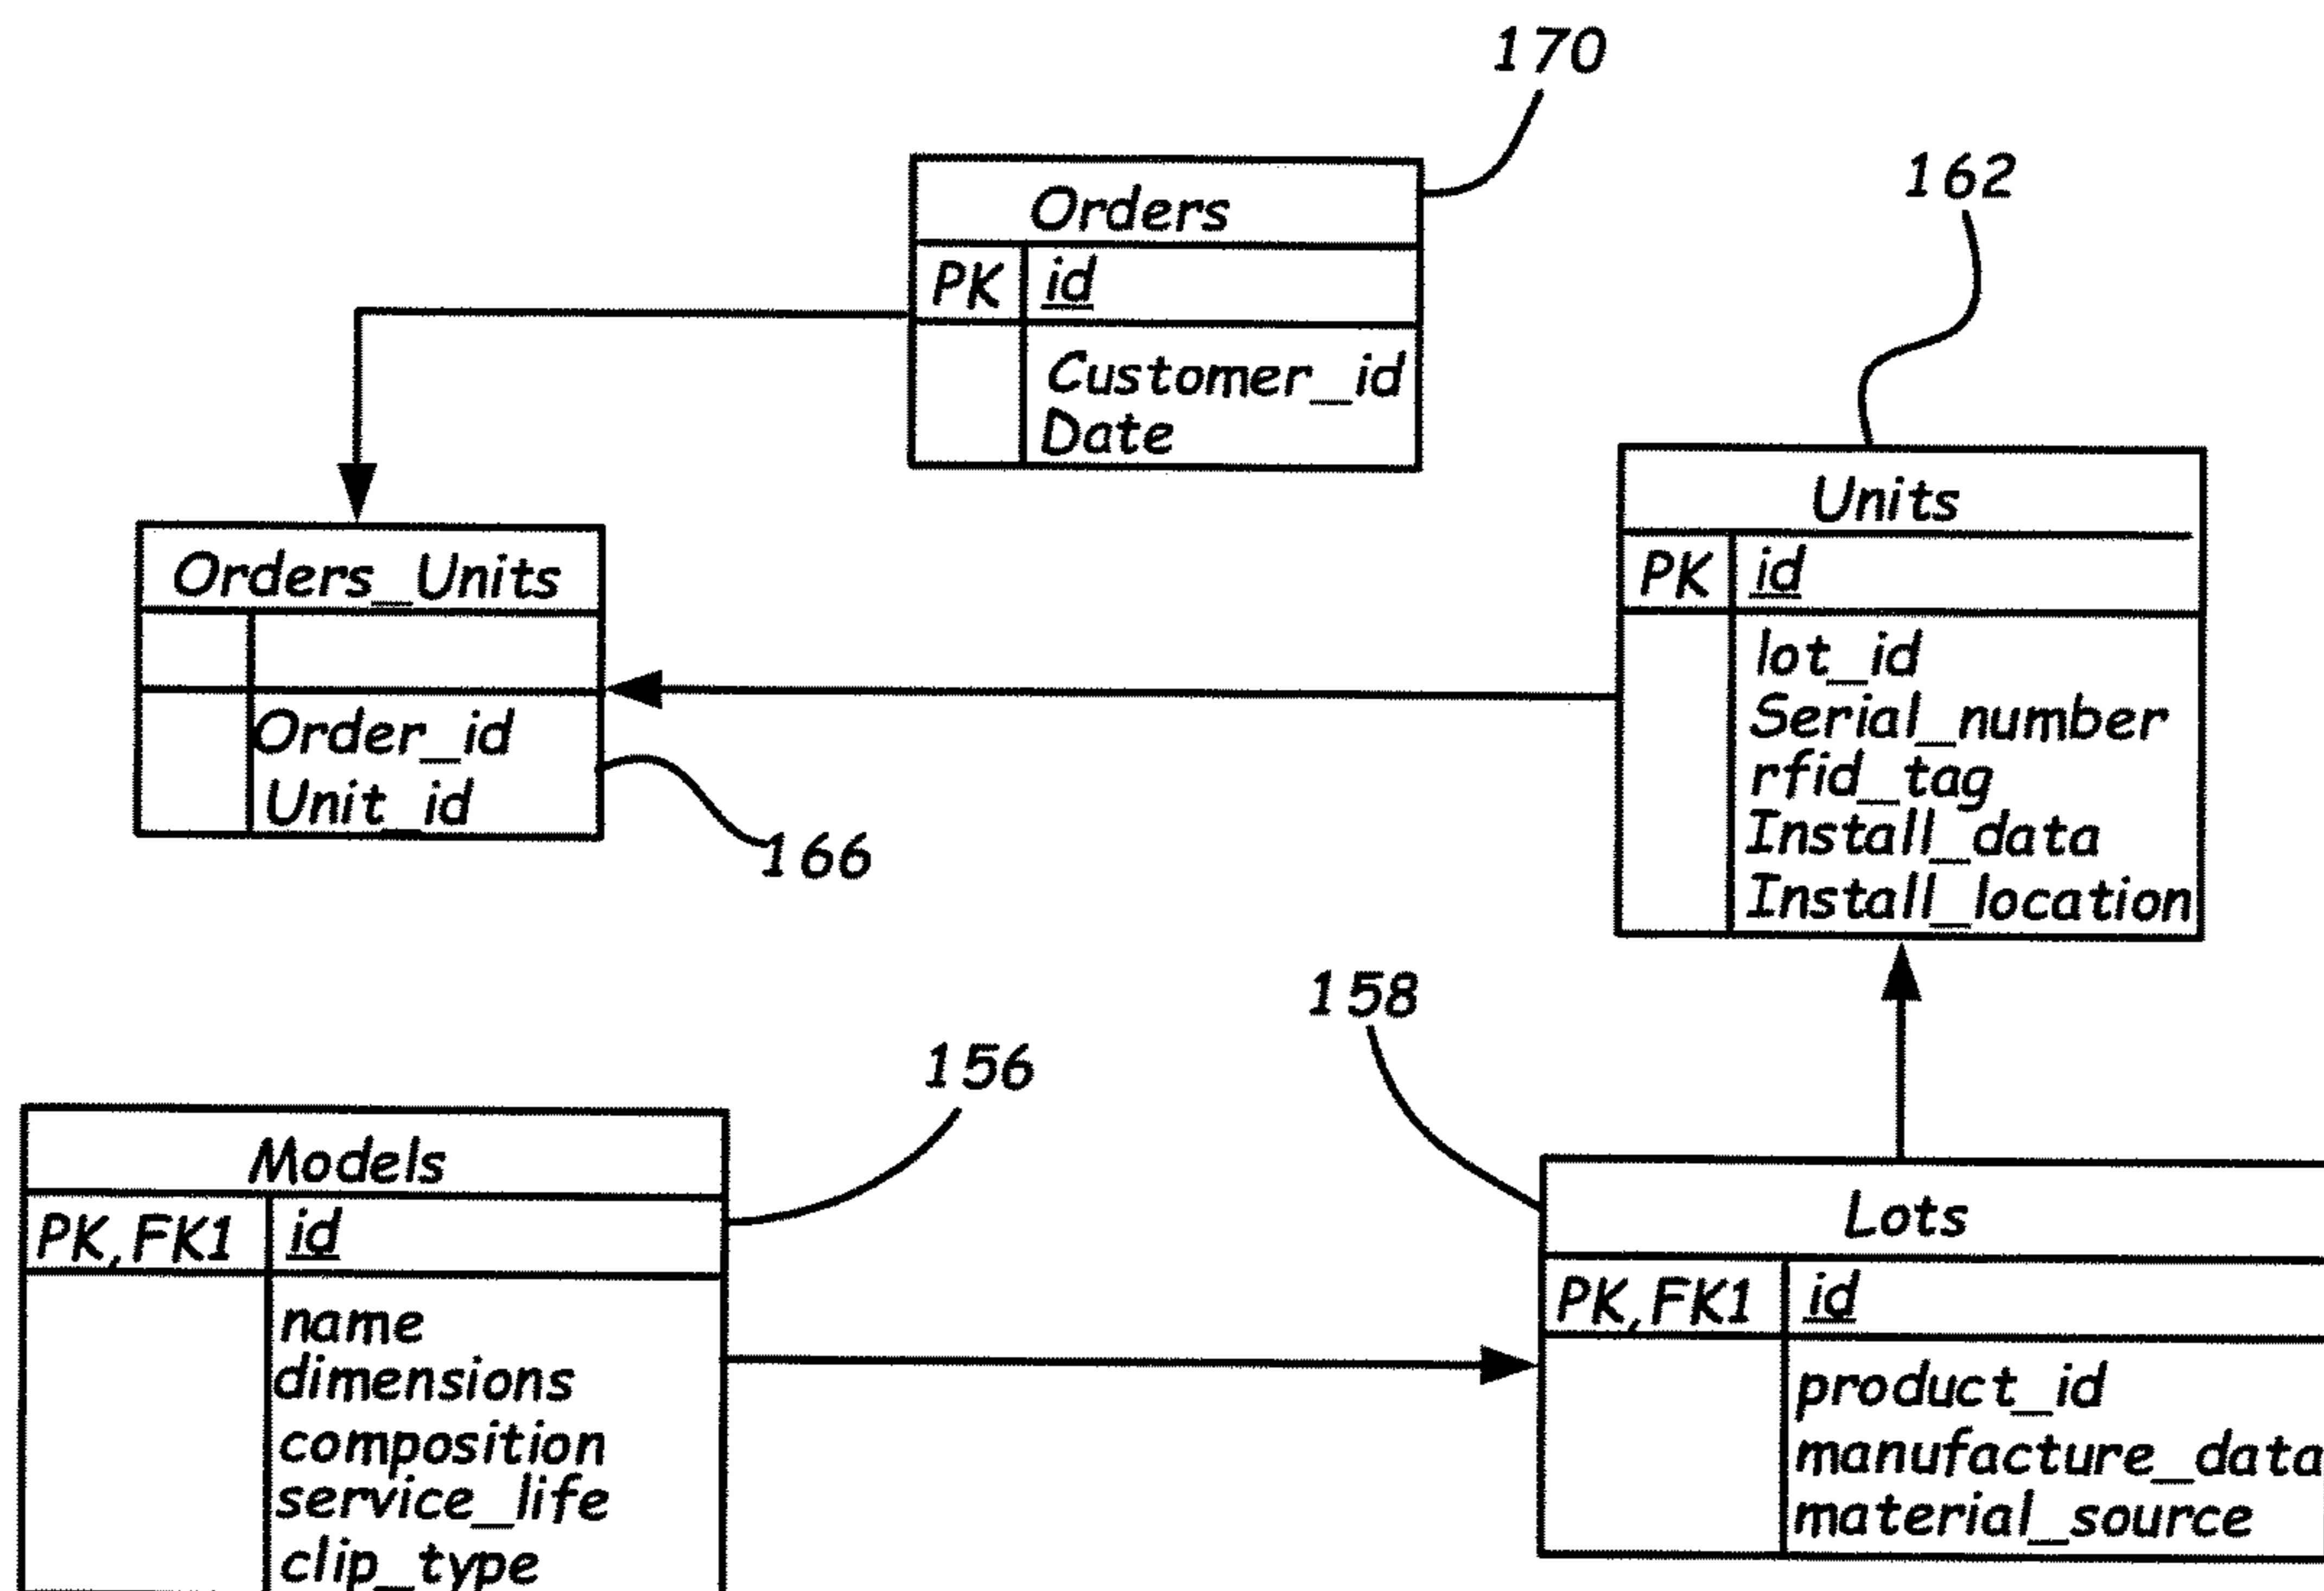 170
162
Orders
PK id
Customer_id
Date
Units
PK id
lot_id
Serial_number
rfid_tag
Install_data
Install_location
Orders_Units
Order_id
Unit_id
166
158
156
Models
PK,FK1 id
name
dimensions
composition
service_life
clip_type
Lots
PK,FK1 id
product_id
manufacture_data
material_source